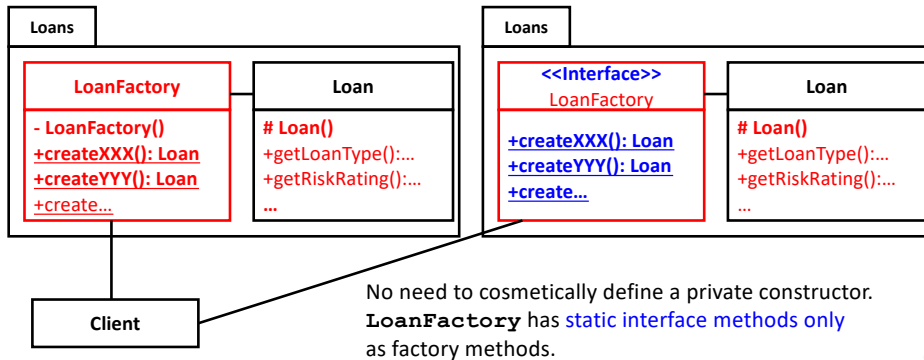 Loans
LoanFactory
- LoanFactory()
+createXXX(): Loan
+createYYY(): Loan
+create...
Loan
# Loan()
+getLoanType():...
+getRiskRating():...
...
Loans
<<Interface>>
LoanFactory
+createXXX(): Loan
+createYYY(): Loan
+create...
Loan
# Loan()
+getLoanType():...
+getRiskRating():...
...
Client
No need to cosmetically define a private constructor.
LoanFactory has static interface methods only
as factory methods.